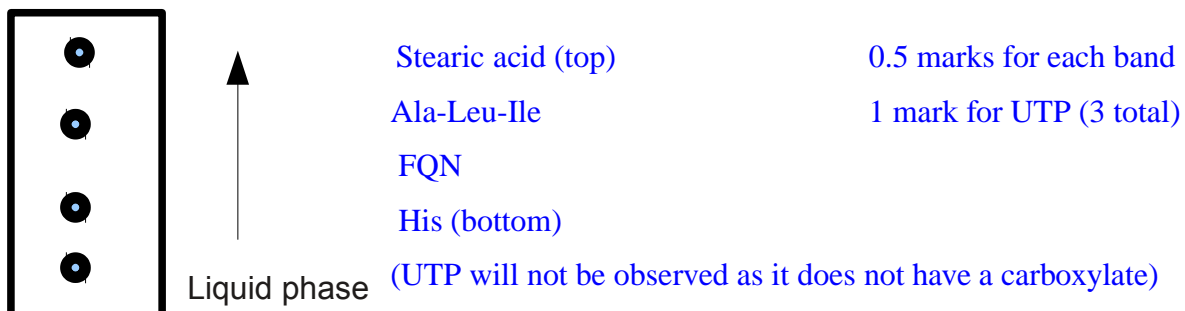 Stearic acid (top) 0.5 marks for each band
Ala-Leu-Ile 1 mark for UTP (3 total)
FQN
His (bottom)
Liquid phase (UTP will not be observed as it does not have a carboxylate)